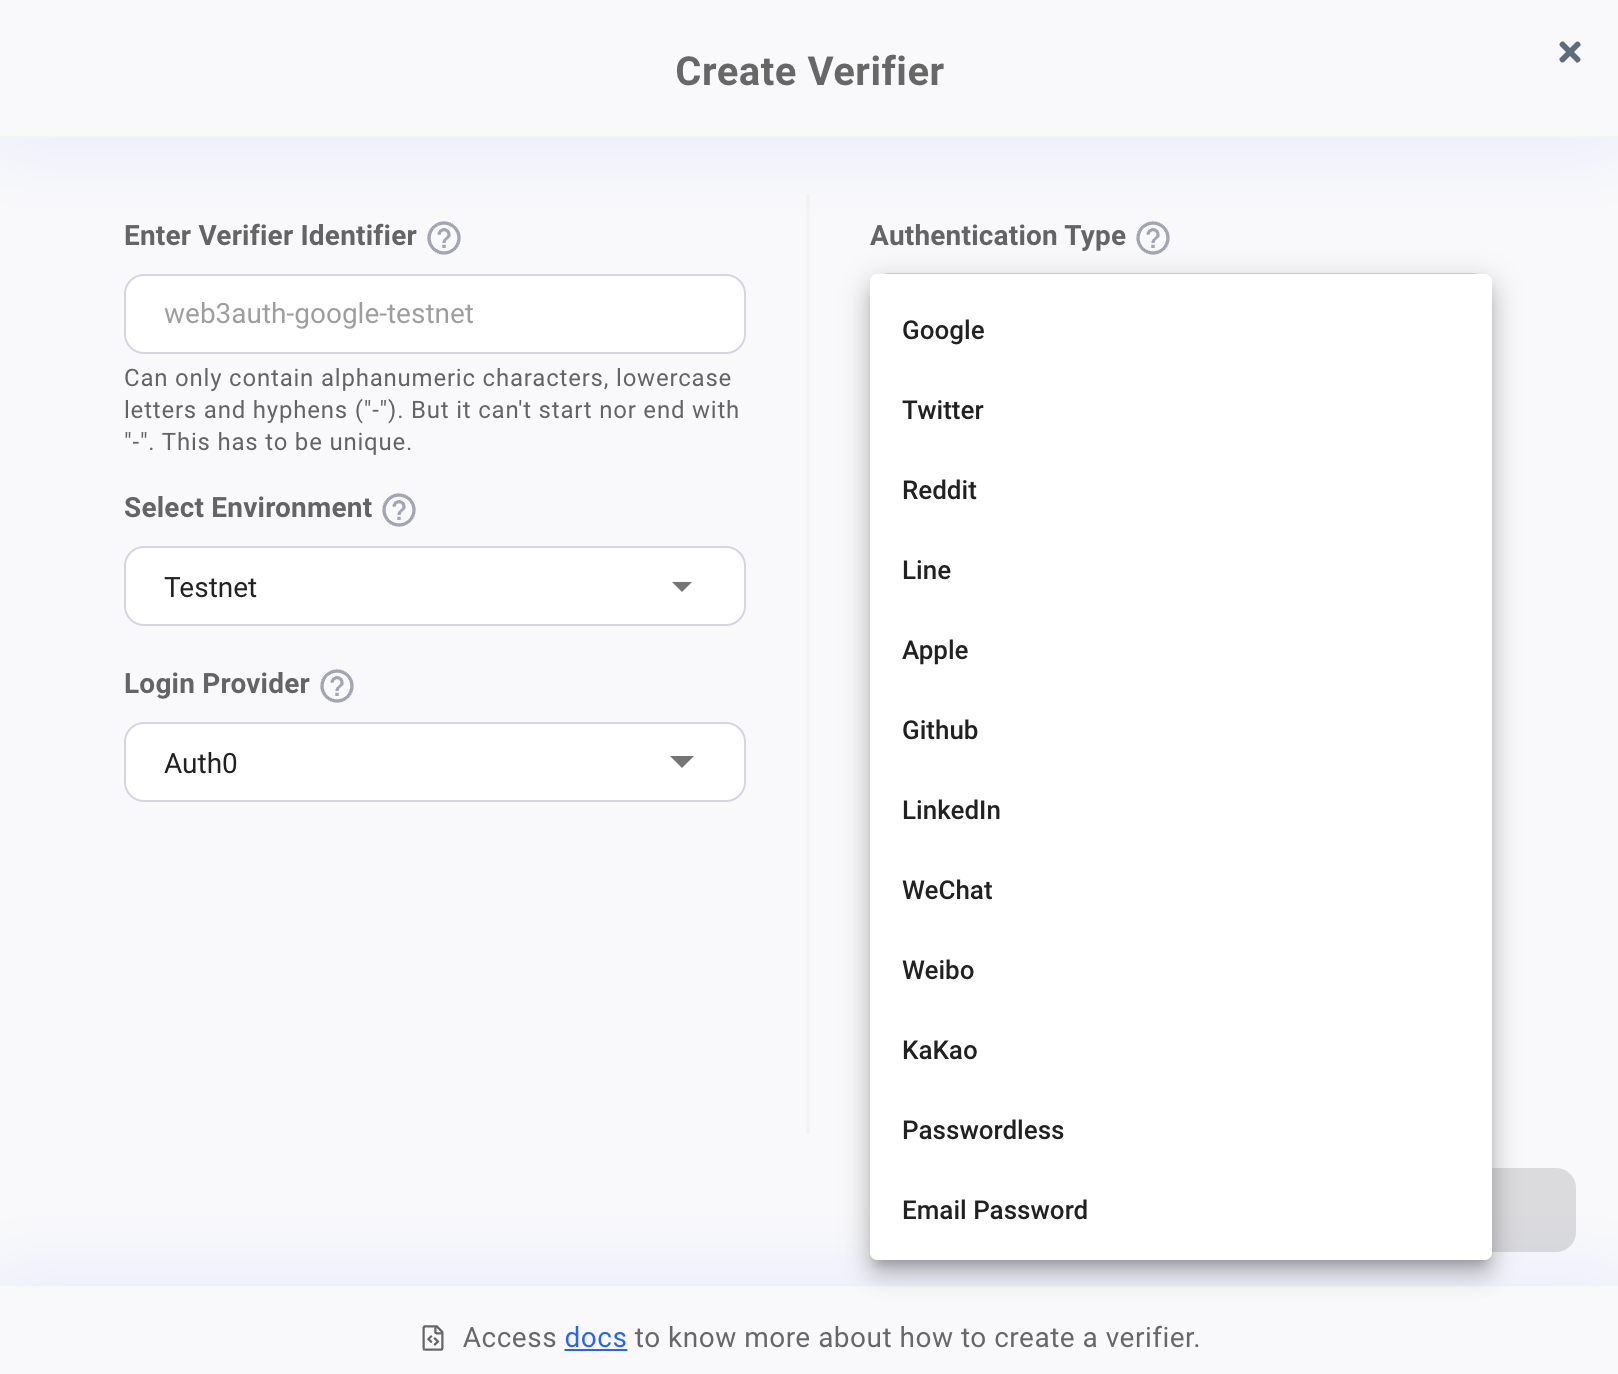 Create Verifier
Enter Verifier Identifier
web3auth-google-testnet
Can only contain alphanumeric characters, lowercase
letters and hyphens ("-"). But it can't start nor end with
"-". This has to be unique.
Select Environment
Testnet
Login Provider
Auth0
Authentication Type
Google
Twitter
Reddit
Line
Apple
Github
LinkedIn
WeChat
Weibo
KaKao
Passwordless
Email Password
Access docs to know more about how to create a verifier.